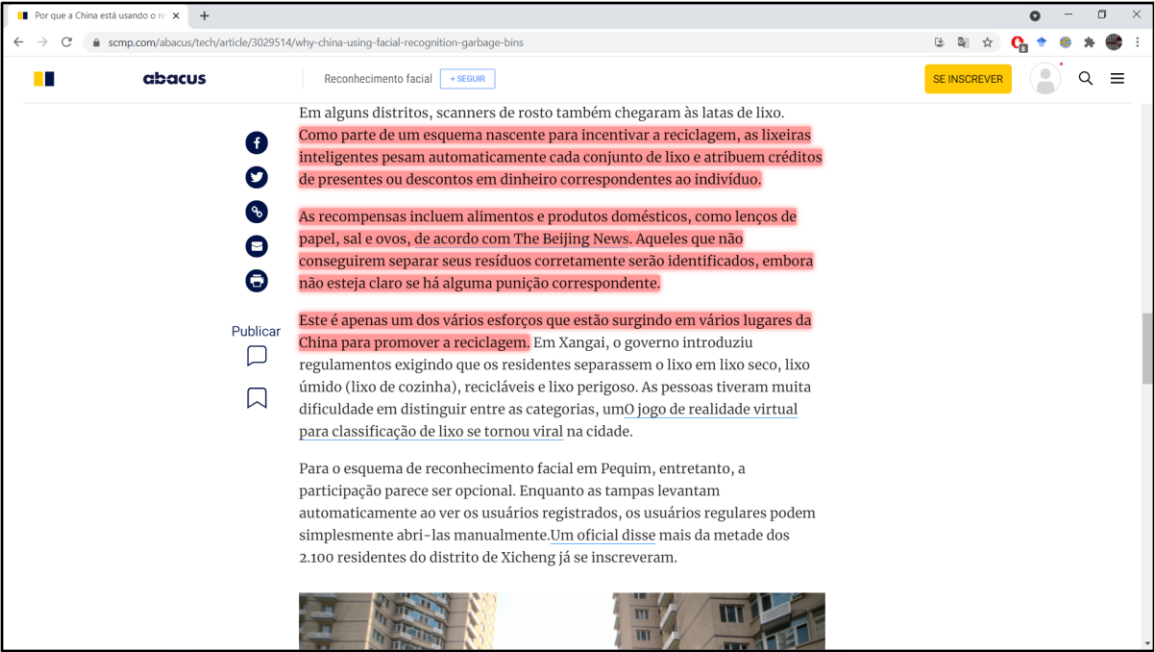 Por que a China está usando o re
scmp.com/abacus/tech/article/3029514/why-china-using-facial-recognition-garbage-bins
abacus
Reconhecimento facial
+ SEGUIR
SE INSCREVER
Em alguns distritos, scanners de rosto também chegaram às latas de lixo.
Como parte de um esquema nascente para incentivar a reciclagem, as lixeiras
inteligentes pesam automaticamente cada conjunto de lixo e atribuem créditos
de presentes ou descontos em dinheiro correspondentes ao indivíduo.
As recompensas incluem alimentos e produtos domésticos, como lenços de
papel, sal e ovos, de acordo com The Beijing News. Aqueles que não
conseguirem separar seus resíduos corretamente serão identificados, embora
não esteja claro se há alguma punição correspondente.
Publicar
Este é apenas um dos vários esforços que estão surgindo em vários lugares da
China para promover a reciclagem. Em Xangai, o governo introduziu
regulamentos exigindo que os residentes separassem o lixo em lixo seco, lixo
úmido (lixo de cozinha), recicláveis e lixo perigoso. As pessoas tiveram muita
dificuldade em distinguir entre as categorias, umO jogo de realidade virtual
para classificação de lixo se tornou viral na cidade.
Para o esquema de reconhecimento facial em Pequim, entretanto, a
participação parece ser opcional. Enquanto as tampas levantam
automaticamente ao ver os usuários registrados, os usuários regulares podem
simplesmente abri-las manualmente.Um oficial disse mais da metade dos
2.100 residentes do distrito de Xicheng já se inscreveram.